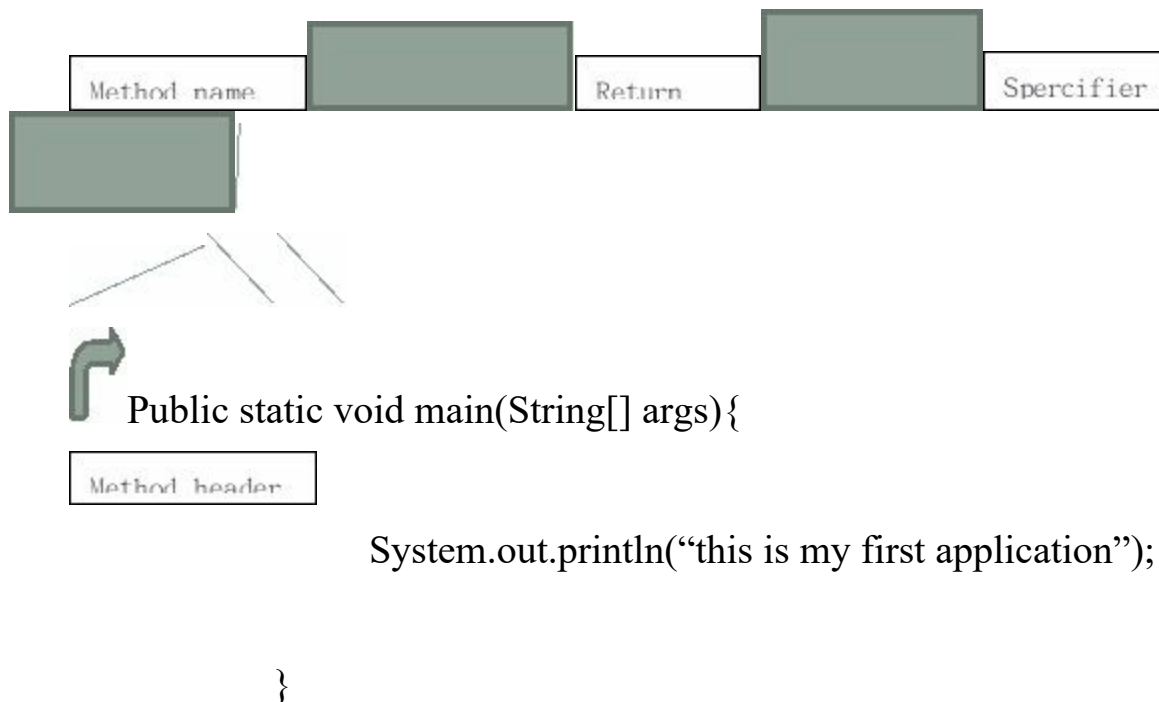 Method name Return Spercifier
Public static void main(String[] args){
Method header
System.out.println(“this is my first application”);
}